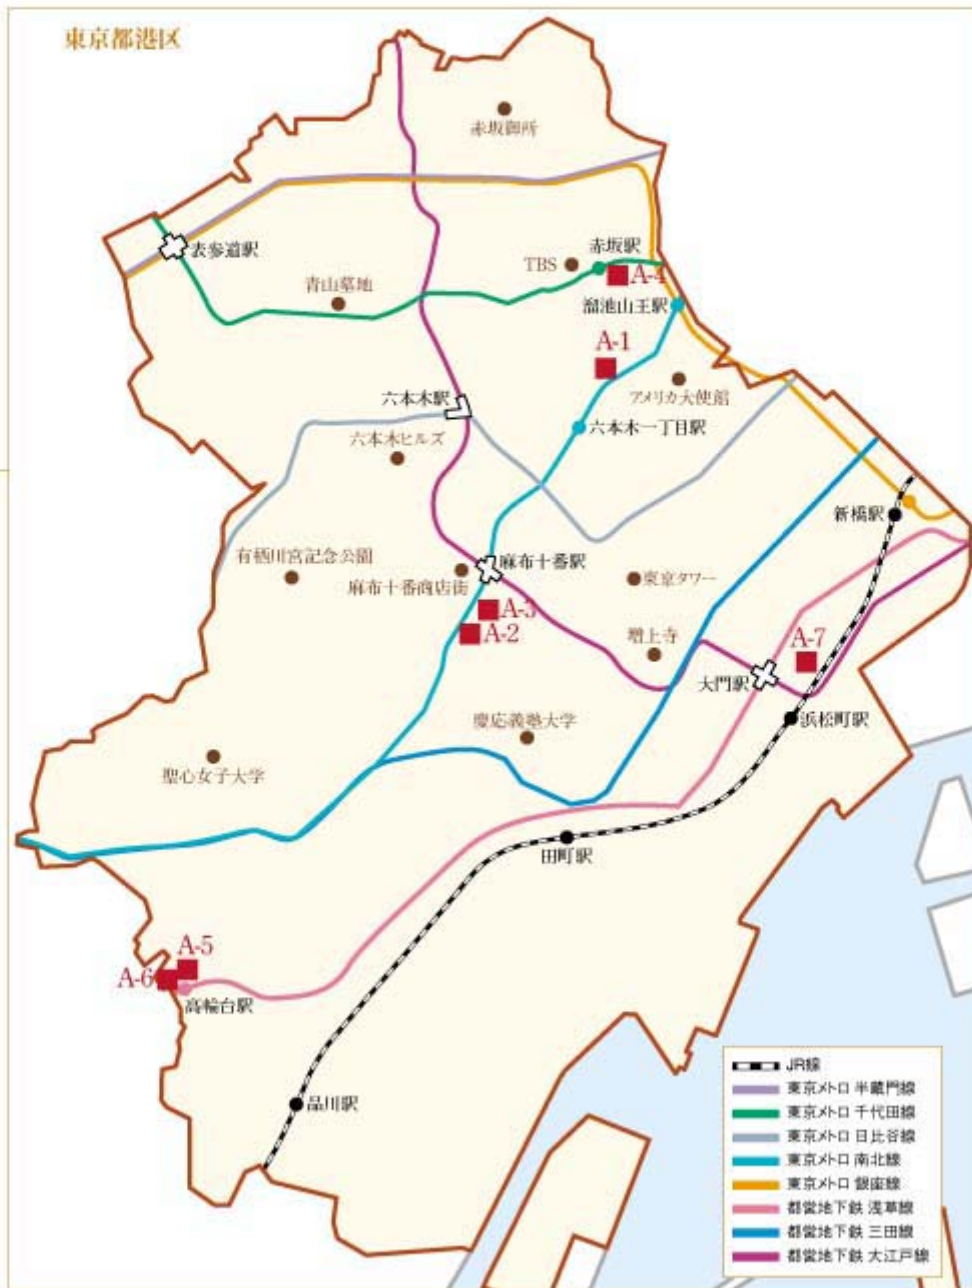 東京都港区
赤坂御所
表参道駅
赤坂駅
TBS
A-4
青山墓地
溜池山王駅
A-1
六本木駅
アメリカ大使館
六本木一丁目駅
六本木ヒルズ
新橋駅
有栖川宮記念公園
麻布十番駅
麻布十番商店街
東京タワー
A-3
A-2
増上寺
A-7
大門駅
慶応義塾大学
浜松町駅
聖心女子大学
田町駅
A-5
A-6
高輪台駅
品川駅
JR線
東京メトロ 半蔵門線
東京メトロ 千代田線
東京メトロ 日比谷線
東京メトロ 南北線
東京メトロ 銀座線
都営地下鉄 浅草線
都営地下鉄 三田線
都営地下鉄 大江戸線